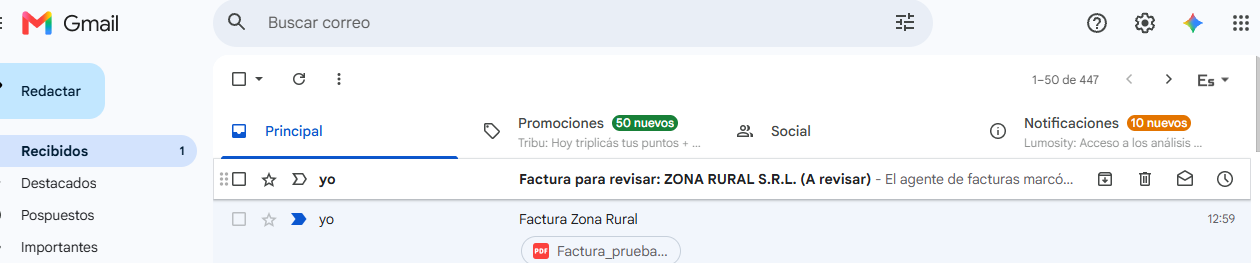 Gmail
Buscar correo
Redactar
1–50 de 447
Es
Principal
Promociones 50 nuevos
Tribu: Hoy triplicás tus puntos + ...
Social
Notificaciones 10 nuevos
Lumosity: Acceso a los análisis ...
Recibidos 1
Destacados
Pospuestos
Importantes
yo Factura para revisar: ZONA RURAL S.R.L. (A revisar) - El agente de facturas marcó...
yo Factura Zona Rural 12:59
PDF Factura_prueba...